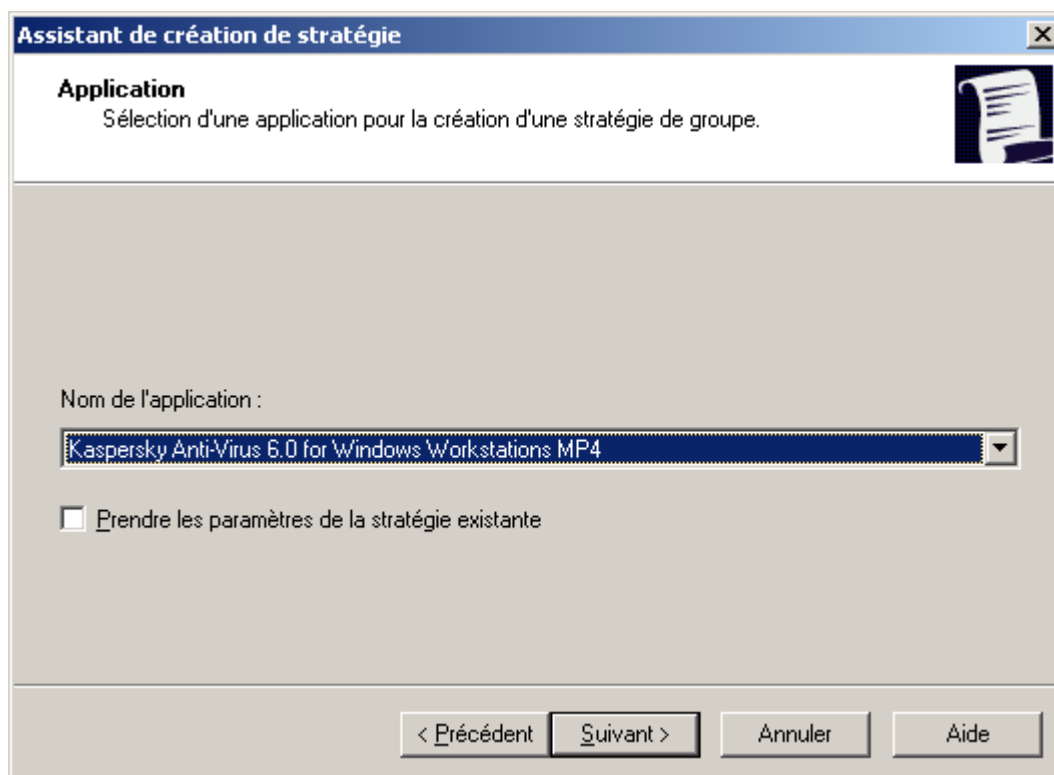 Assistant de création de stratégie
Application
Sélection d'une application pour la création d'une stratégie de groupe.
Nom de l'application :
Kaspersky Anti-Virus 6.0 for Windows Workstations MP4
Prendre les paramètres de la stratégie existante
< Précédent
Suivant >
Annuler
Aide